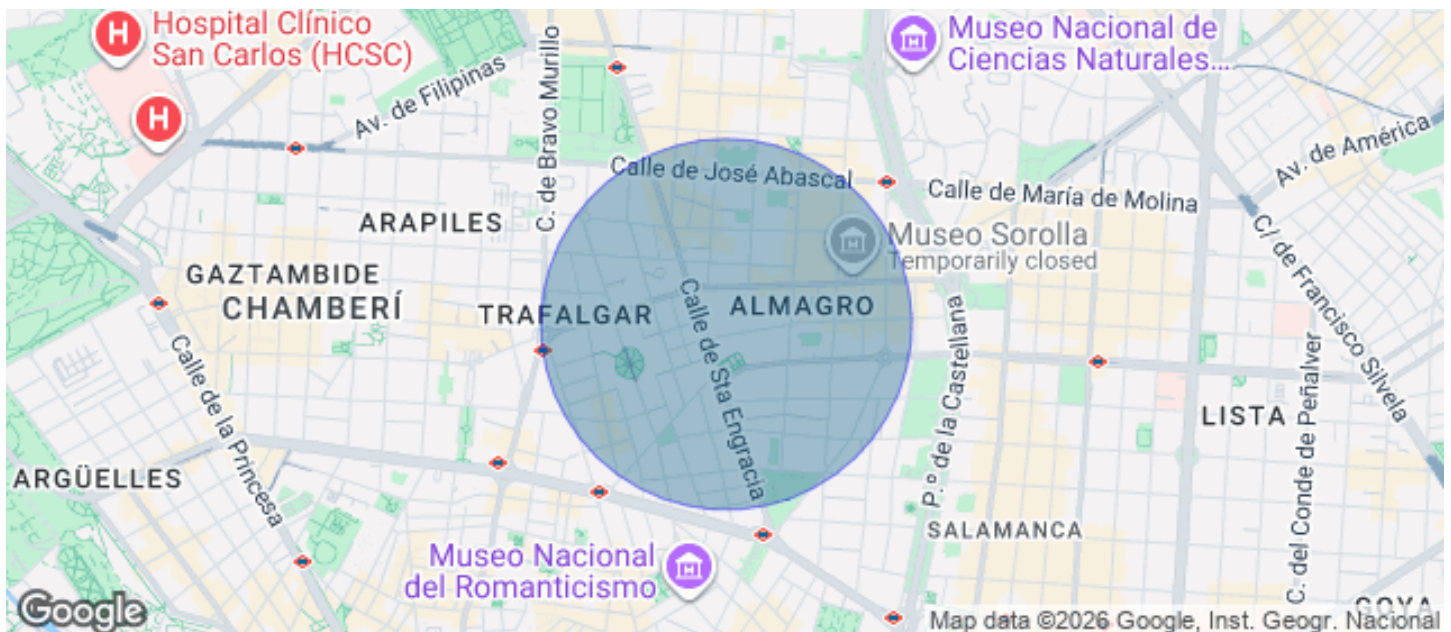 Hospital Clínico
San Carlos (HCSC)
Museo Nacional de
Ciencias Naturales...
H
H
Av. de Filipinas
C. de Bravo Murillo
Av. de América
Calle de José Abascal
Calle de María de Molina
ARAPILES
Museo Sorolla
Temporarily closed
GAZTAMBIDE
CHAMBERÍ
TRAFALGAR
ALMAGRO
C/ de Francisco Silvela
Calle de la Princesa
Calle de Sta Engracia
P.º de la Castellana
C. del Conde de Peñalver
LISTA
ARGÜELLES
SALAMANCA
Museo Nacional
del Romanticismo
GOYA
Google
Map data ©2026 Google, Inst. Geogr. Nacional